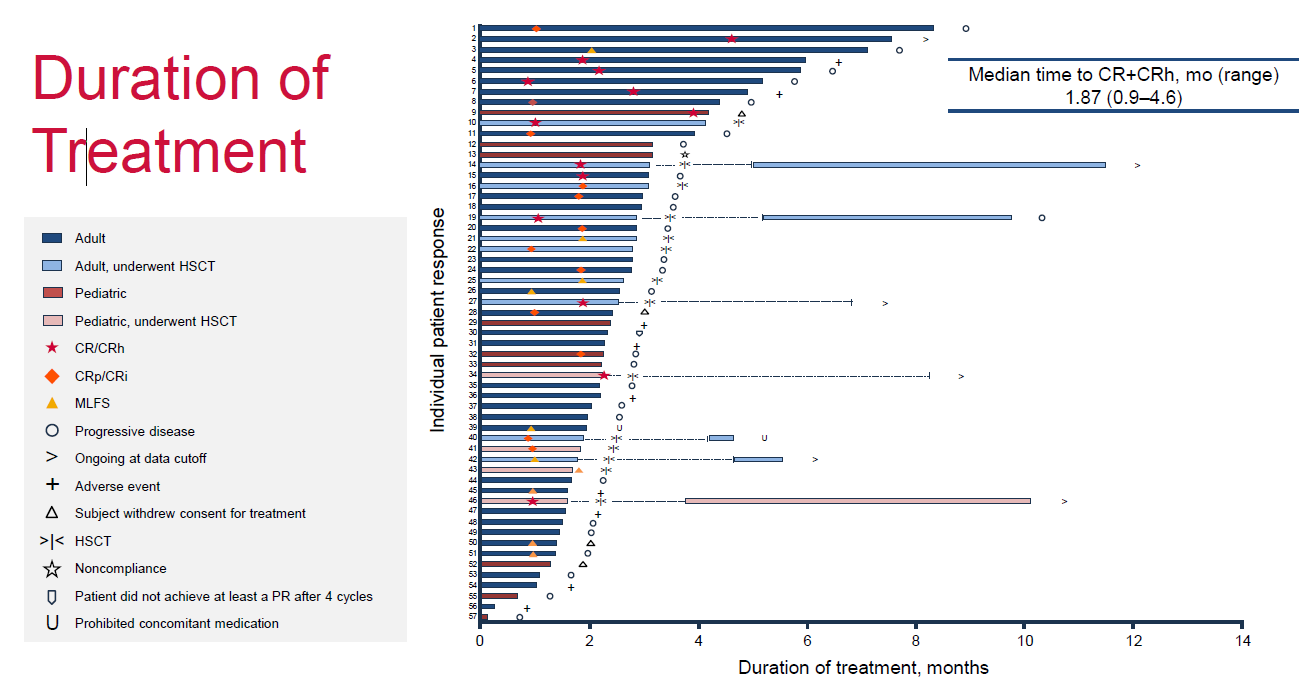 Duration of
Treatment
Adult
Adult, underwent HSCT
Pediatric
Pediatric, underwent HSCT
CR/CRh
CRp/CRi
MLFS
Progressive disease
> Ongoing at data cutoff
+ Adverse event
Subject withdrew consent for treatment
>|< HSCT
Noncompliance
Patient did not achieve at least a PR after 4 cycles
U Prohibited concomitant medication
Individual patient response
1
2
3
4
5
6
7
8
9
10
11
12
13
14
15
16
17
18
19
20
21
22
23
24
25
26
27
28
29
30
31
32
33
34
35
36
37
38
39
40
41
42
43
44
45
46
47
48
49
50
51
52
53
54
55
56
57
Median time to CR+CRh, mo (range)
1.87 (0.9–4.6)
0 2 4 6 8 10 12 14
Duration of treatment, months